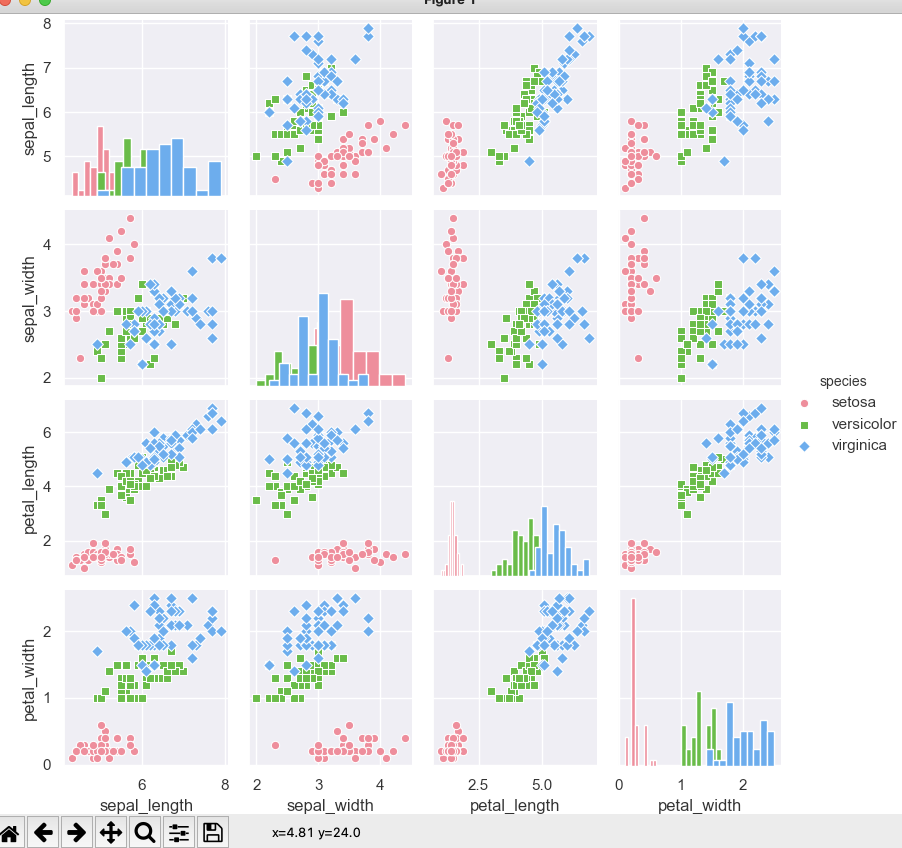 Figure 1
8
7
6
5
sepal_length
4
3
2
sepal_width
6
4
2
petal_length
2
1
0
petal_width
6 8
sepal_length
2 3 4
sepal_width
2.5 5.0
petal_length
0 1 2
petal_width
species
setosa
versicolor
virginica
x=4.81 y=24.0